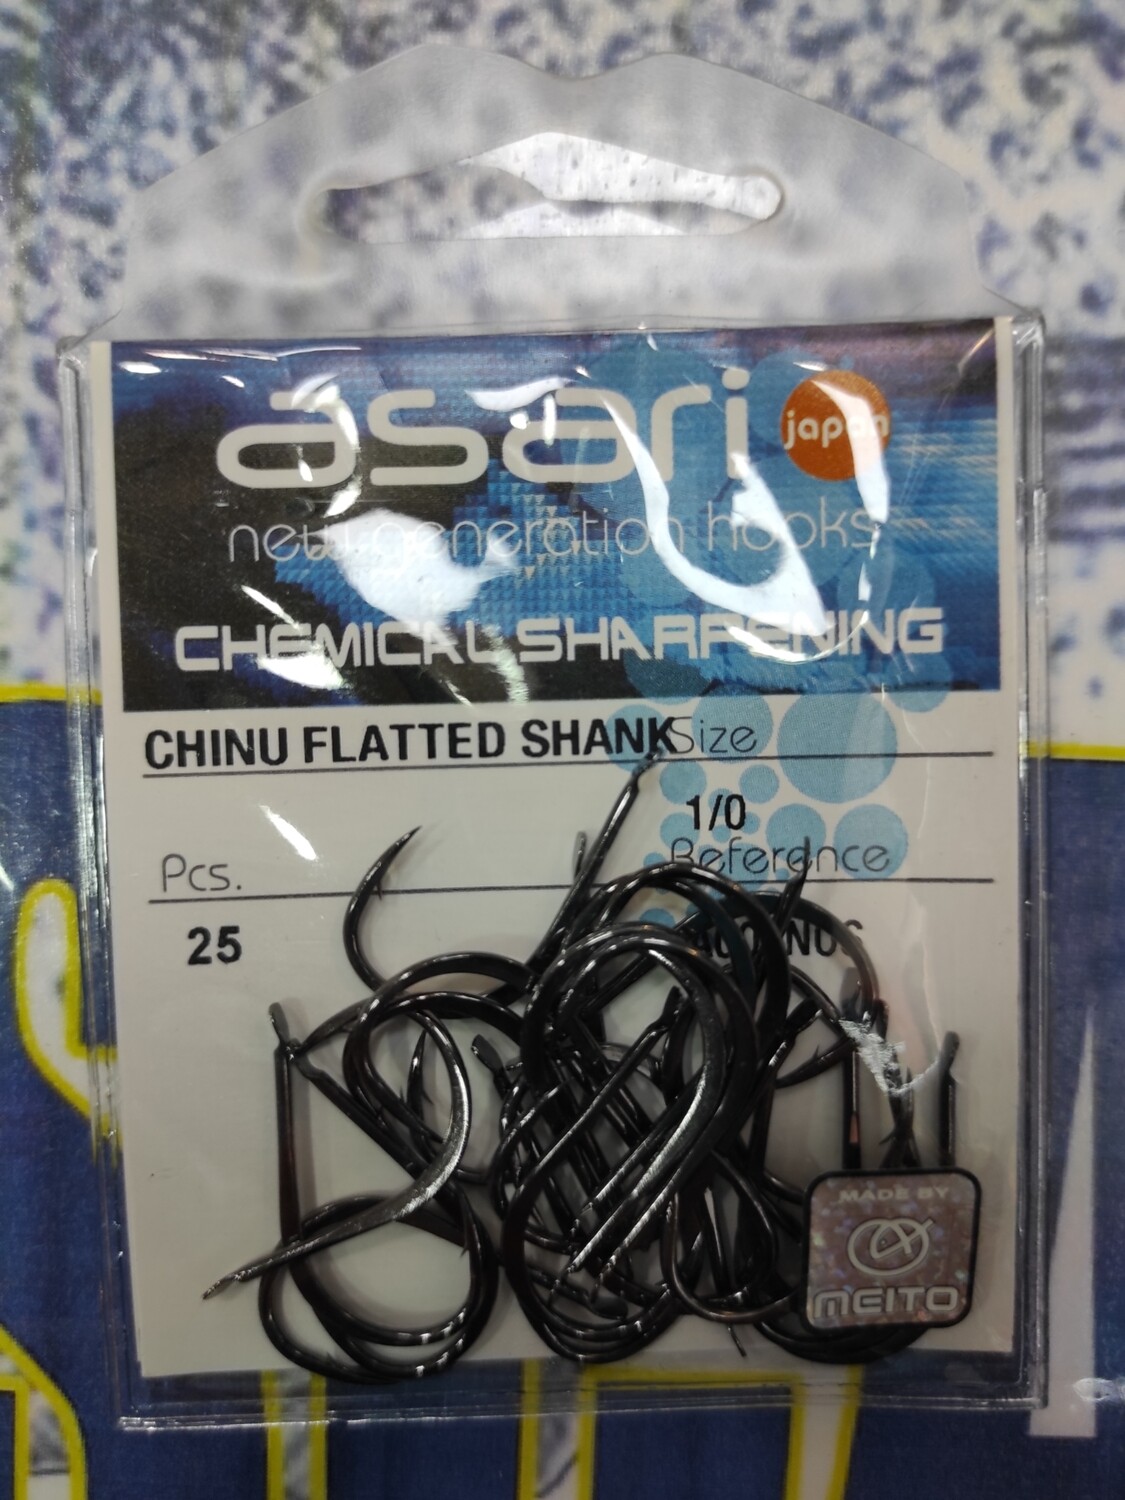 asari japan
new generation hooks
CHEMICAL SHARPENING
CHINU FLATTED SHANK Size
1/0
Pcs. Reference
25
MADE BY
MEITO